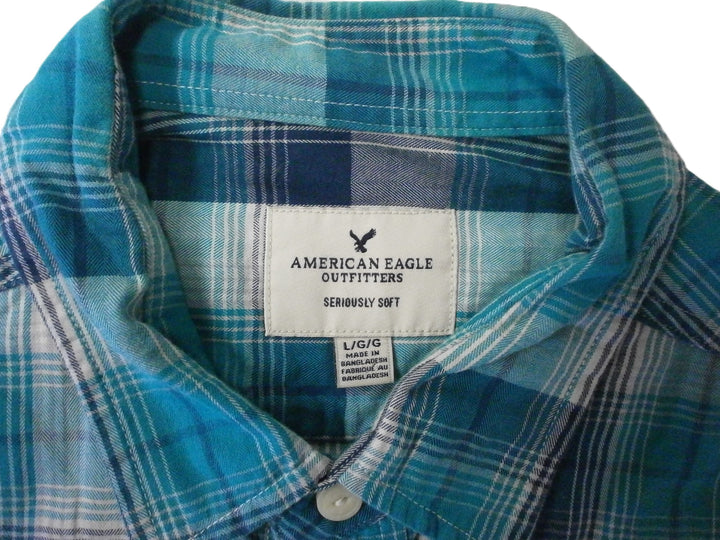 AMERICAN EAGLE
OUTFITTERS
SERIOUSLY SOFT
L/G/G
MADE IN
BANGLADESH
FABRIQUÉ AU
BANGLADESH